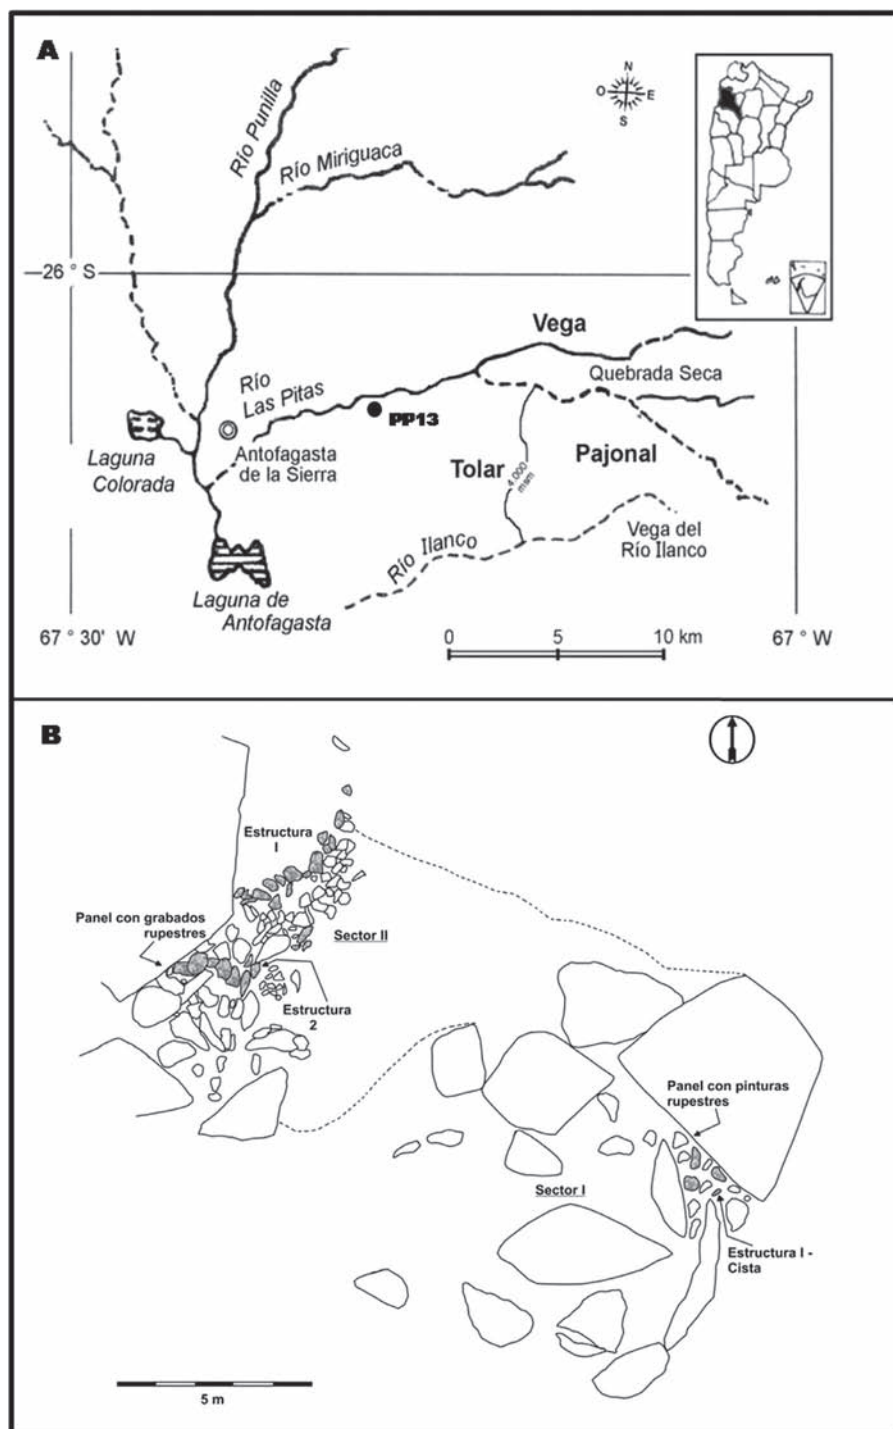 A
N
O
E
S
Río Punilla
Río Miriguaca
26 ° S
Vega
Río
Las Pitas
Quebrada Seca
PP13
Antofagasta
de la Sierra
Laguna
Colorada
Tolar
Pajonal
4.000
msm
Río Ilanco
Vega del
Río Ilanco
Laguna de
Antofagasta
67 ° 30' W
0 5 10 km
67 ° W
B
Estructura
I
Panel con grabados
rupestres
Sector II
Estructura
2
Panel con pinturas
rupestres
Sector I
Estructura I -
Cista
5 m